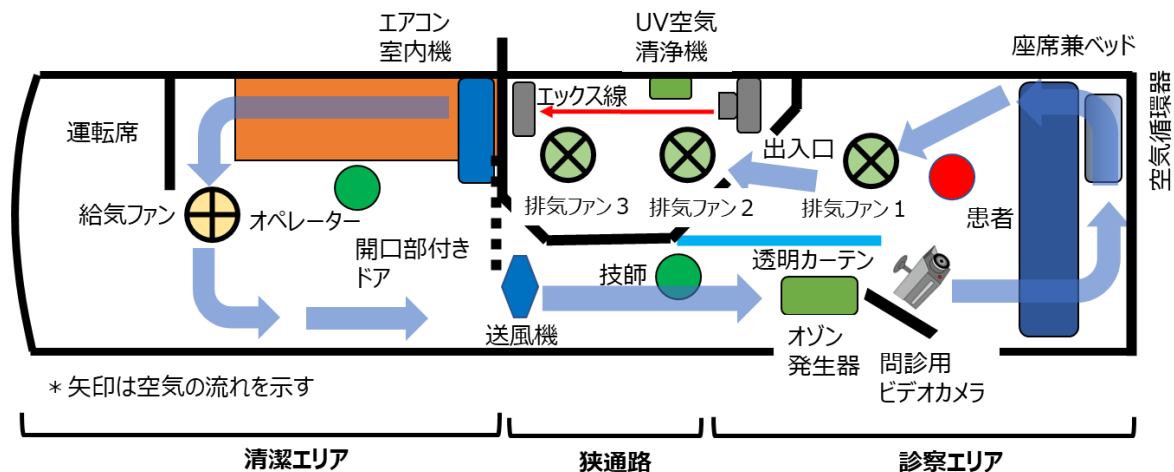 エアコン
室内機
UV空気
清浄機
座席兼ベッド
空気循環器
運転席
エックス線
出入口
給気ファン
オペレーター
排気ファン３
排気ファン２
排気ファン１
患者
開口部付き
ドア
技師
透明カーテン
送風機
オゾン
発生器
問診用
ビデオカメラ
＊矢印は空気の流れを示す
清潔エリア
狭通路
診察エリア